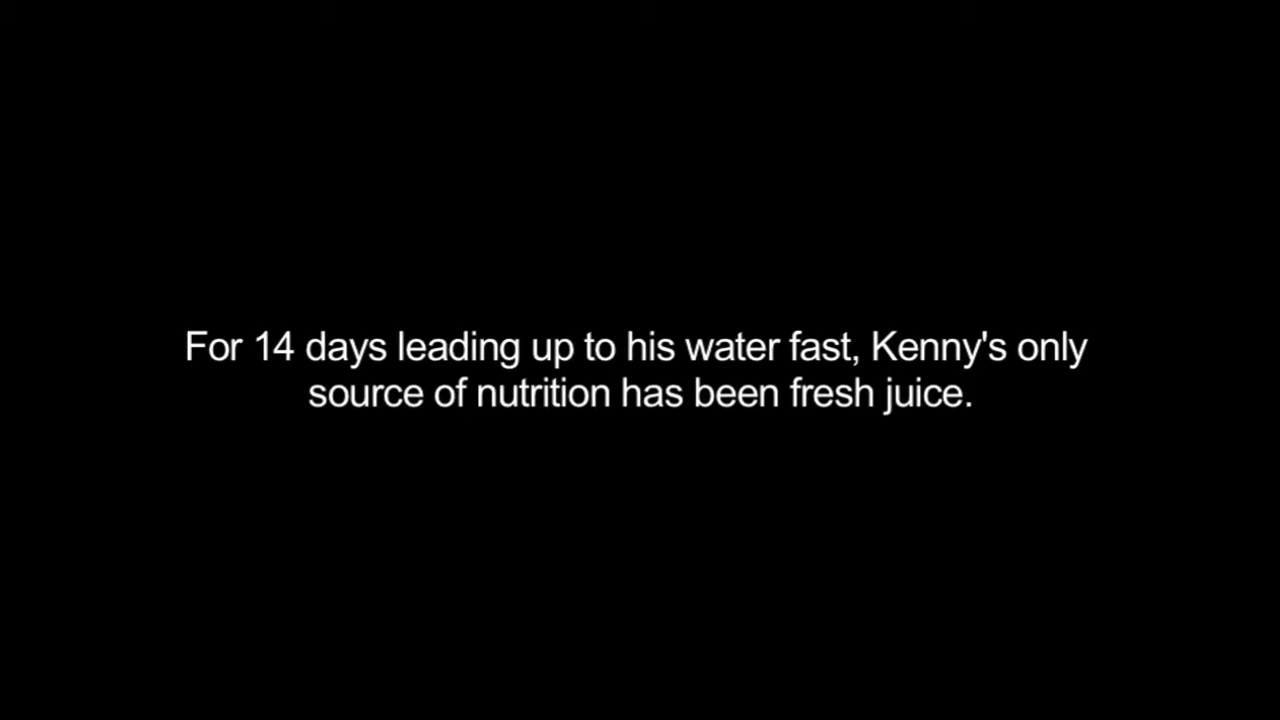 For 14 days leading up to his water fast, Kenny's only
source of nutrition has been fresh juice.